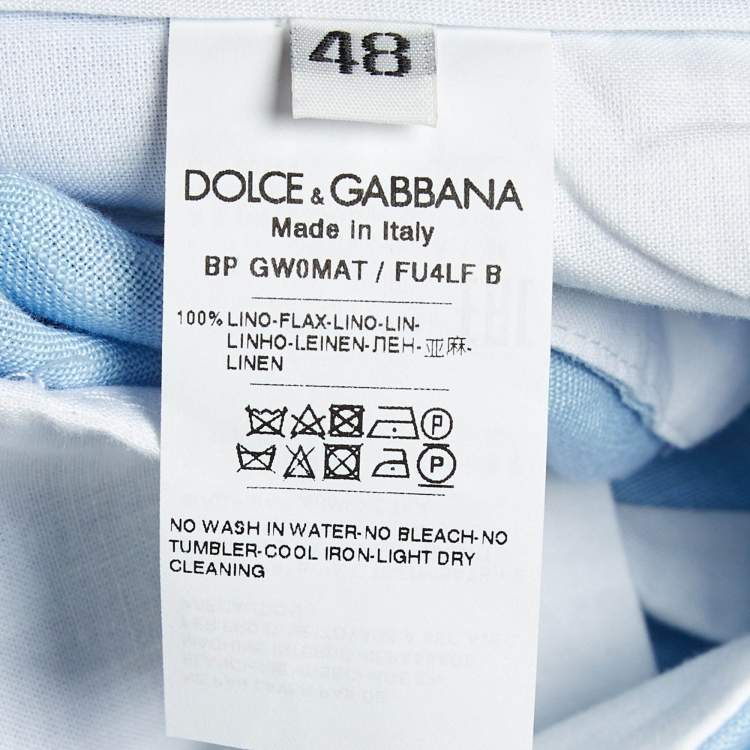 48
DOLCE & GABBANA
Made in Italy
BP GW0MAT / FU4LF B
100% LINO-FLAX-LINO-LIN-
LINHO-LEINEN-ЛЕН-亚麻-
LINEN
P
P
NO WASH IN WATER-NO BLEACH-NO
TUMBLER-COOL IRON-LIGHT DRY
CLEANING